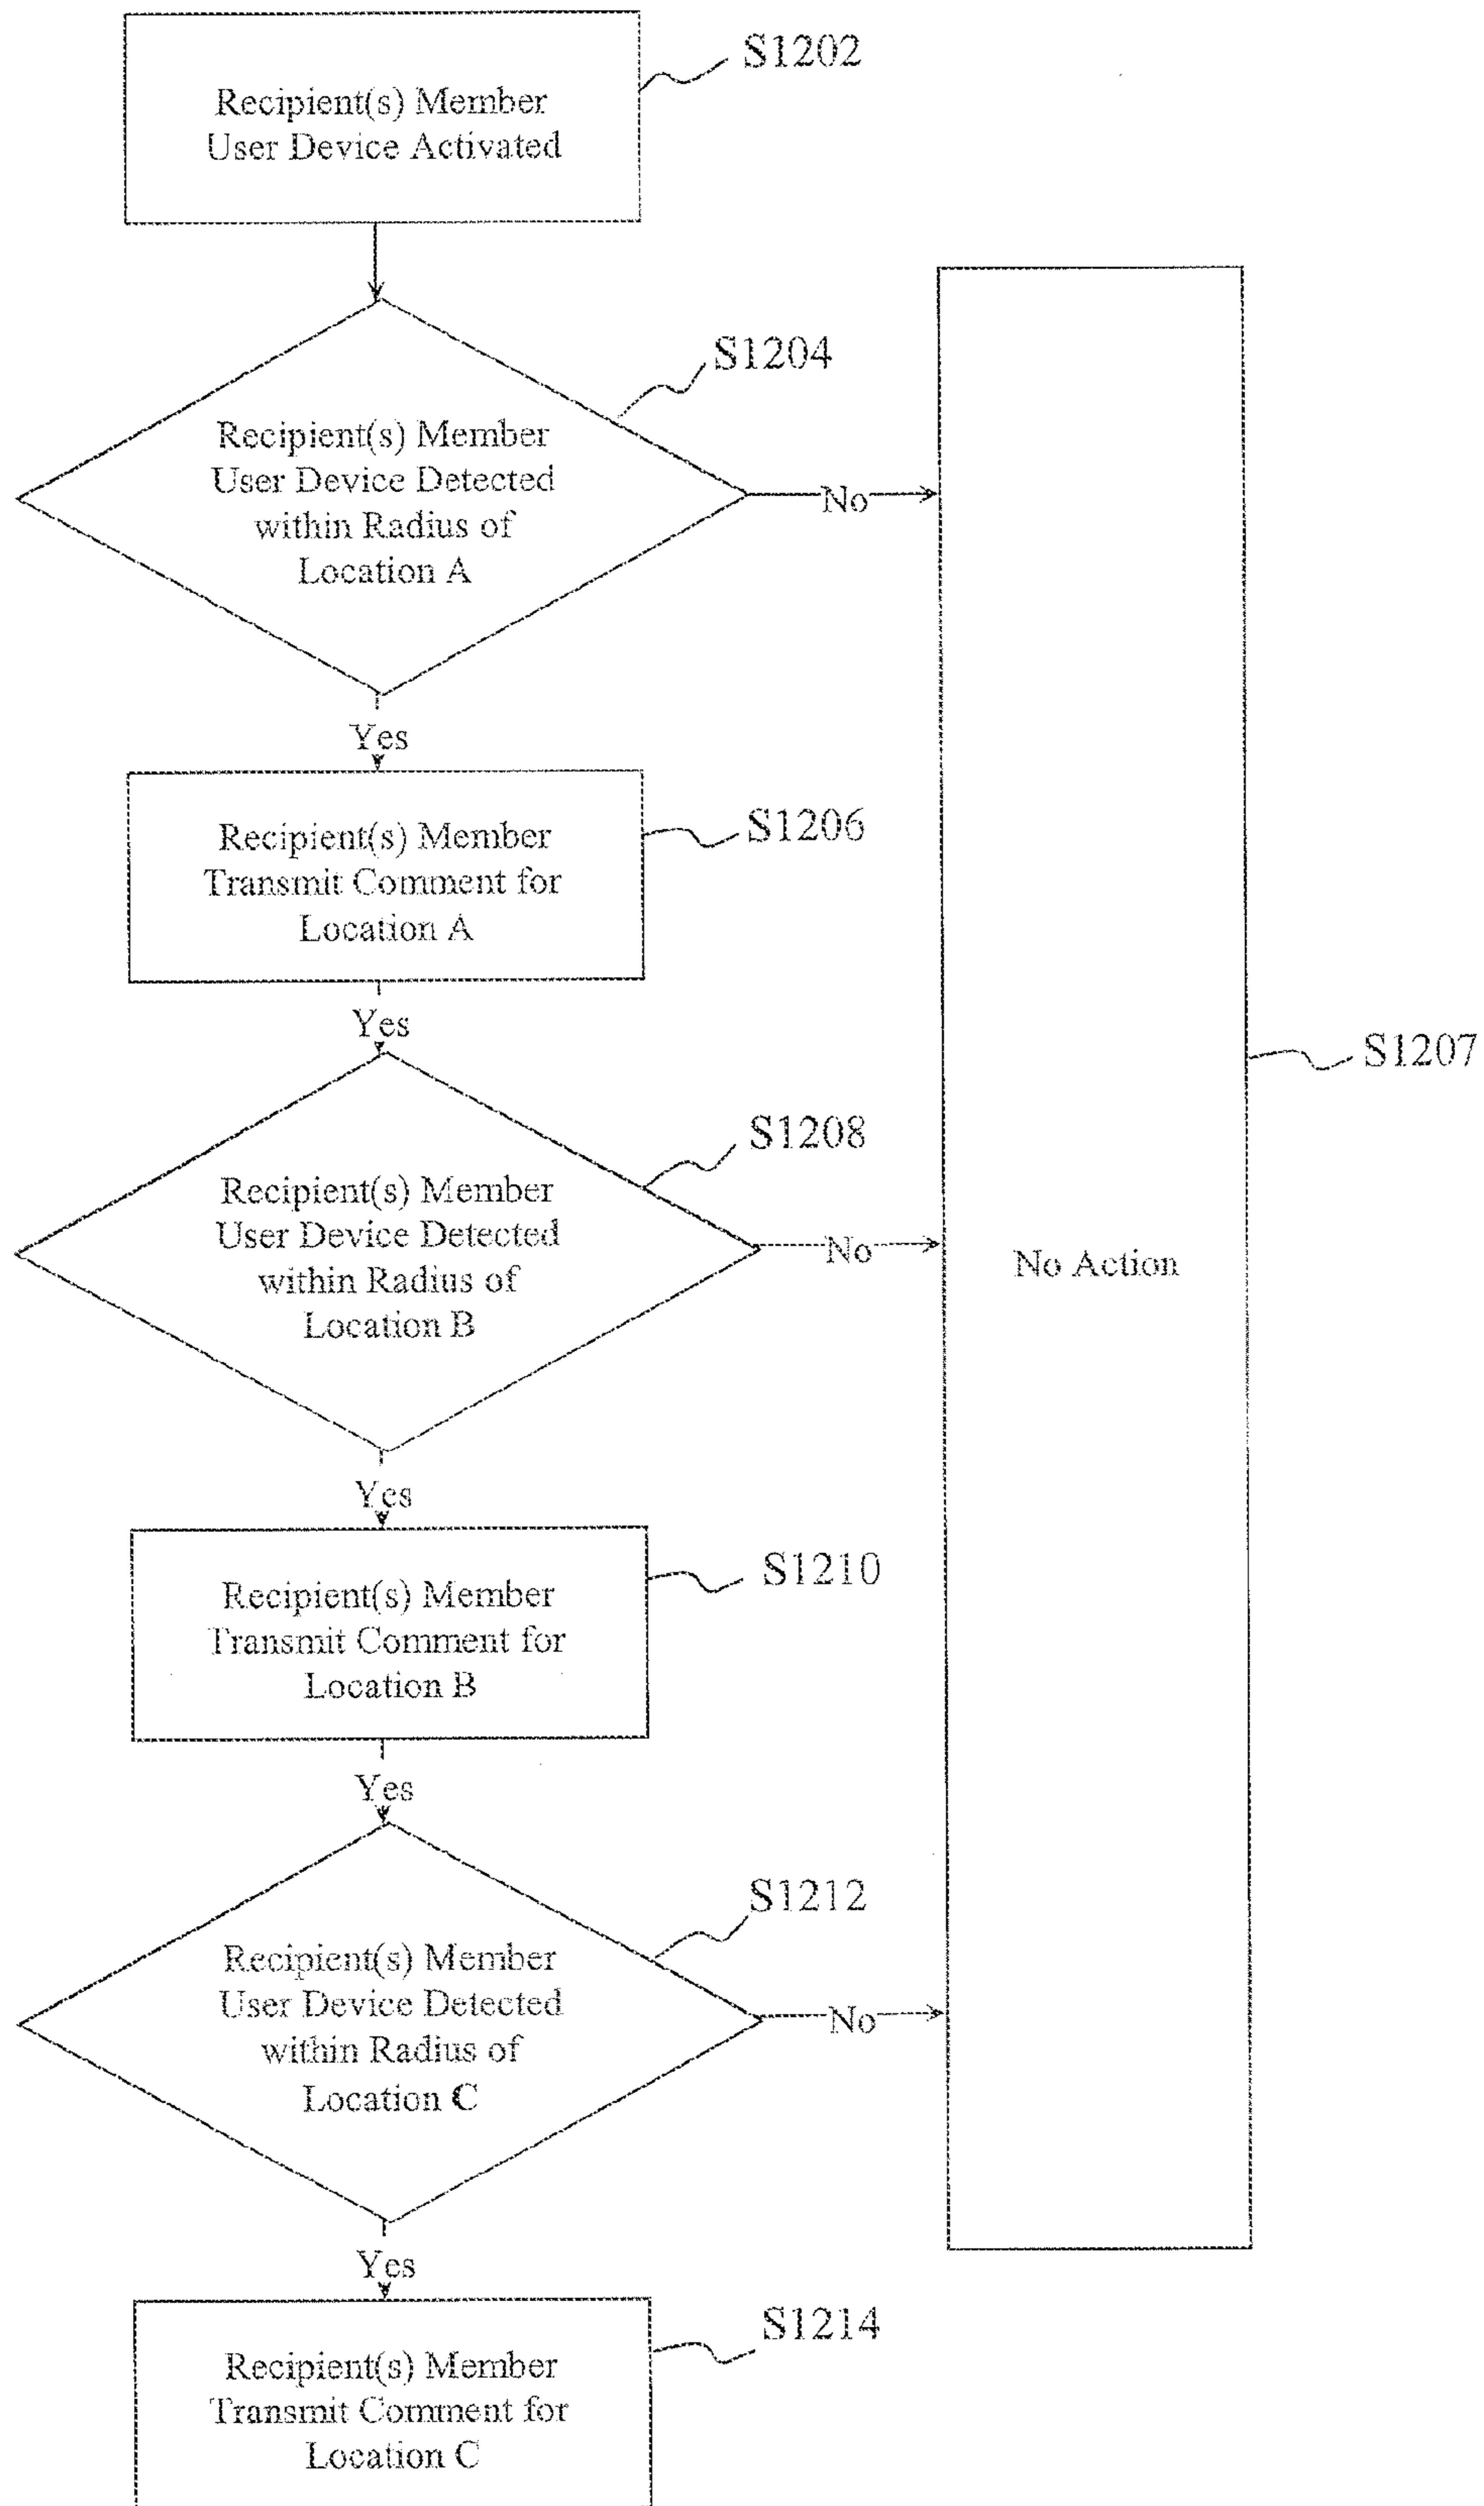 S1202
Recipient(s) Member
User Device Activated
S1204
Recipient(s) Member
User Device Detected
within Radius of
Location A
No
Yes
S1206
Recipient(s) Member
Transmit Comment for
Location A
Yes
S1207
S1208
Recipient(s) Member
User Device Detected
within Radius of
Location B
No
No Action
Yes
S1210
Recipient(s) Member
Transmit Comment for
Location B
Yes
S1212
Recipient(s) Member
User Device Detected
within Radius of
Location C
No
Yes
S1214
Recipient(s) Member
Transmit Comment for
Location C